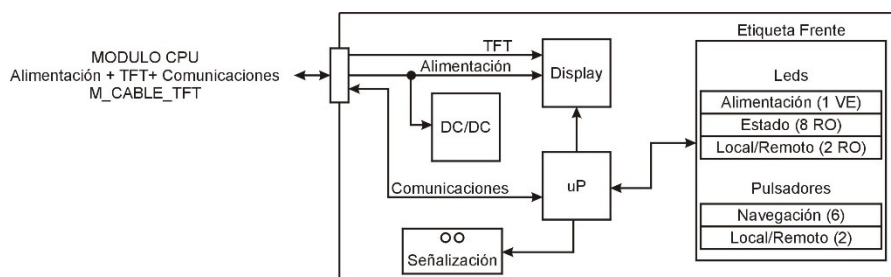 MODULO CPU
Alimentación + TFT+ Comunicaciones
M_CABLE_TFT
TFT
Alimentación
Display
DC/DC
Comunicaciones
uP
Señalización
Etiqueta Frente
Leds
Alimentación (1 VE)
Estado (8 RO)
Local/Remoto (2 RO)
Pulsadores
Navegación (6)
Local/Remoto (2)